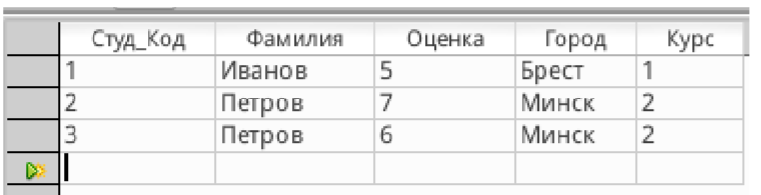 Студ_Код Фамилия Оценка Город Курс
1 Иванов 5 Брест 1
2 Петров 7 Минск 2
3 Петров 6 Минск 2